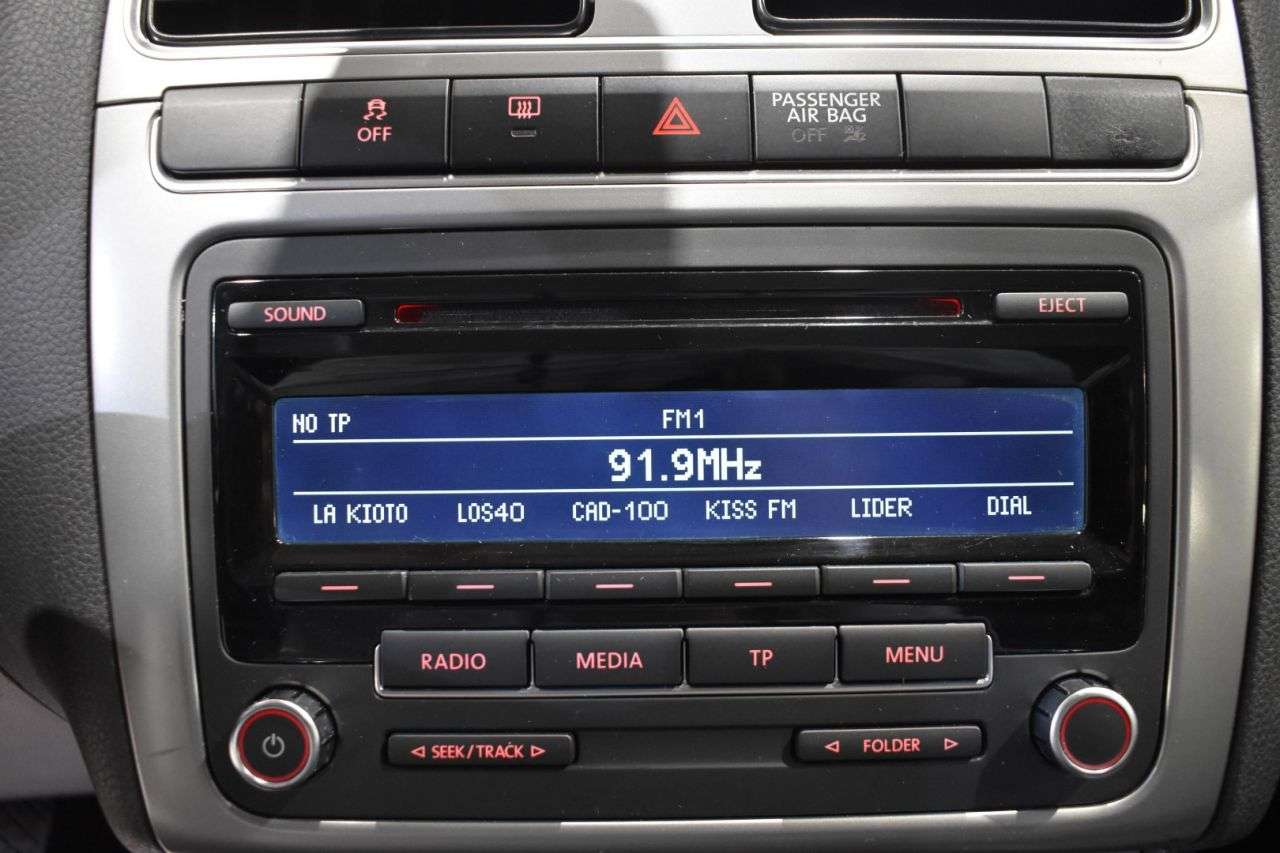 OFF
PASSENGER
AIR BAG
OFF
SOUND
EJECT
NO TP FM1
91.9MHz
LA KIOTO LOS40 CAD-100 KISS FM LIDER DIAL
RADIO MEDIA TP MENU
SEEK/TRACK FOLDER